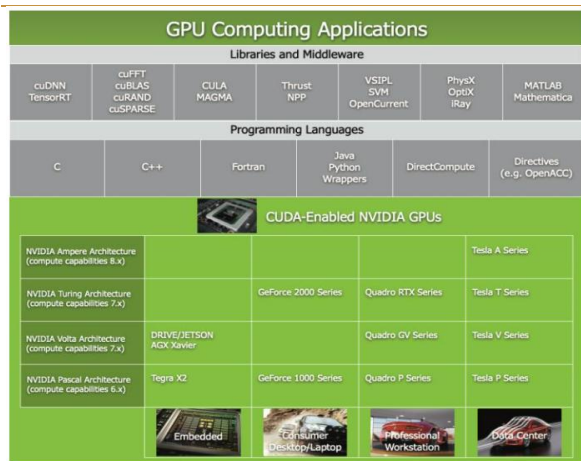 GPU Computing Applications
Libraries and Middleware
cuDNN
TensorRT
cuFFT
cuBLAS
cuRAND
cuSPARSE
CULA
MAGMA
Thrust
NPP
VSIPL
SVM
OpenCurrent
PhysX
OptiX
iRay
MATLAB
Mathematica
Programming Languages
C
C++
Fortran
Java
Python
Wrappers
DirectCompute
Directives
(e.g. OpenACC)
CUDA-Enabled NVIDIA GPUs
NVIDIA Ampere Architecture
(compute capabilities 8.x)
Tesla A Series
NVIDIA Turing Architecture
(compute capabilities 7.x)
GeForce 2000 Series
Quadro RTX Series
Tesla T Series
NVIDIA Volta Architecture
(compute capabilities 7.x)
DRIVE/JETSON
AGX Xavier
Quadro GV Series
Tesla V Series
NVIDIA Pascal Architecture
(compute capabilities 6.x)
Tegra X2
GeForce 1000 Series
Quadro P Series
Tesla P Series
Embedded
Consumer
Desktop/Laptop
Professional
Workstation
Data Center